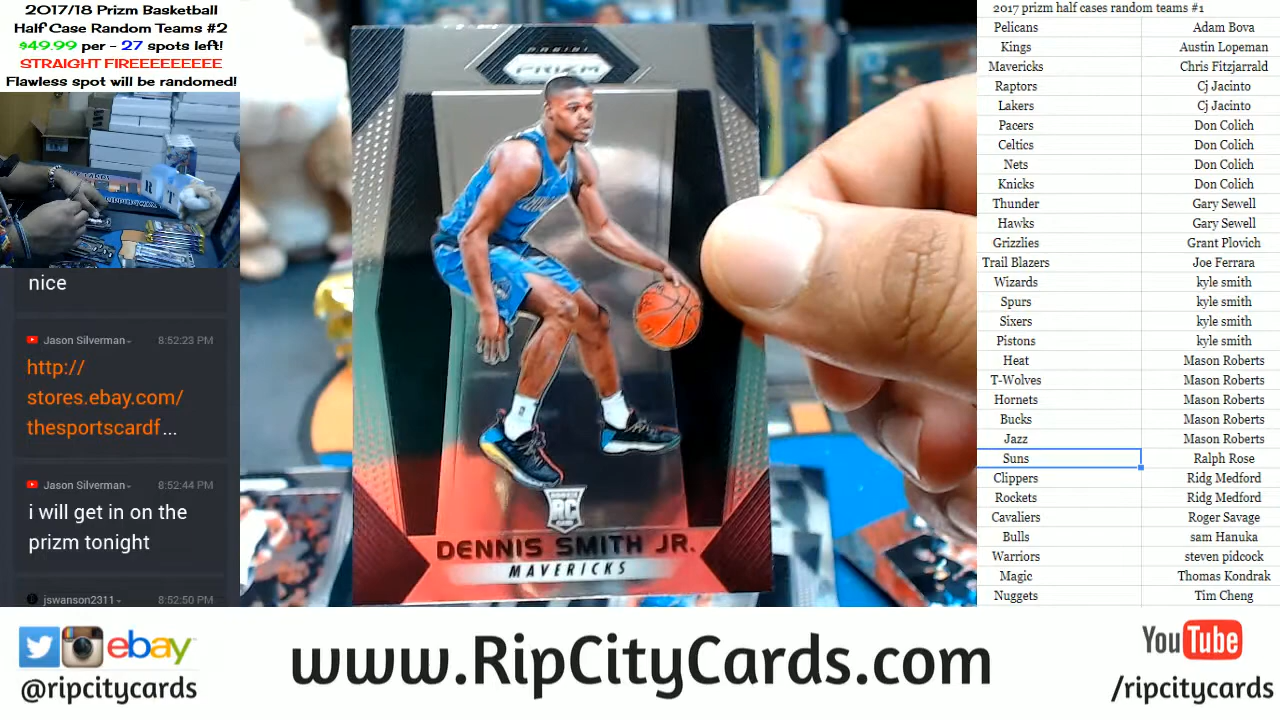 2017/18 Prizm Basketball
Half Case Random Teams #2
$49.99 per - 27 spots left!
STRAIGHT FIREEEEEEEEE
Flawless spot will be randomed!
nice
Jason Silverman
8:52:23 PM
http://
stores.ebay.com/
thesportscardf...
Jason Silverman
8:52:44 PM
i will get in on the
prizm tonight
jswanson2311
8:52:50 PM
PANINI
PRIZM
ROOKIE
RC
DENNIS SMITH JR.
MAVERICKS
2017 prizm half cases random teams #1
Pelicans Adam Bova
Kings Austin Lopeman
Mavericks Chris Fitzjarrald
Raptors Cj Jacinto
Lakers Cj Jacinto
Pacers Don Colich
Celtics Don Colich
Nets Don Colich
Knicks Don Colich
Thunder Gary Sewell
Hawks Gary Sewell
Grizzlies Grant Plovich
Trail Blazers Joe Ferrara
Wizards kyle smith
Spurs kyle smith
Sixers kyle smith
Pistons kyle smith
Heat Mason Roberts
T-Wolves Mason Roberts
Hornets Mason Roberts
Bucks Mason Roberts
Jazz Mason Roberts
Suns Ralph Rose
Clippers Ridg Medford
Rockets Ridg Medford
Cavaliers Roger Savage
Bulls sam Hanuka
Warriors steven pidcock
Magic Thomas Kondrak
Nuggets Tim Cheng
ebay
@ripcitycards
www.RipCityCards.com
YouTube
/ripcitycards